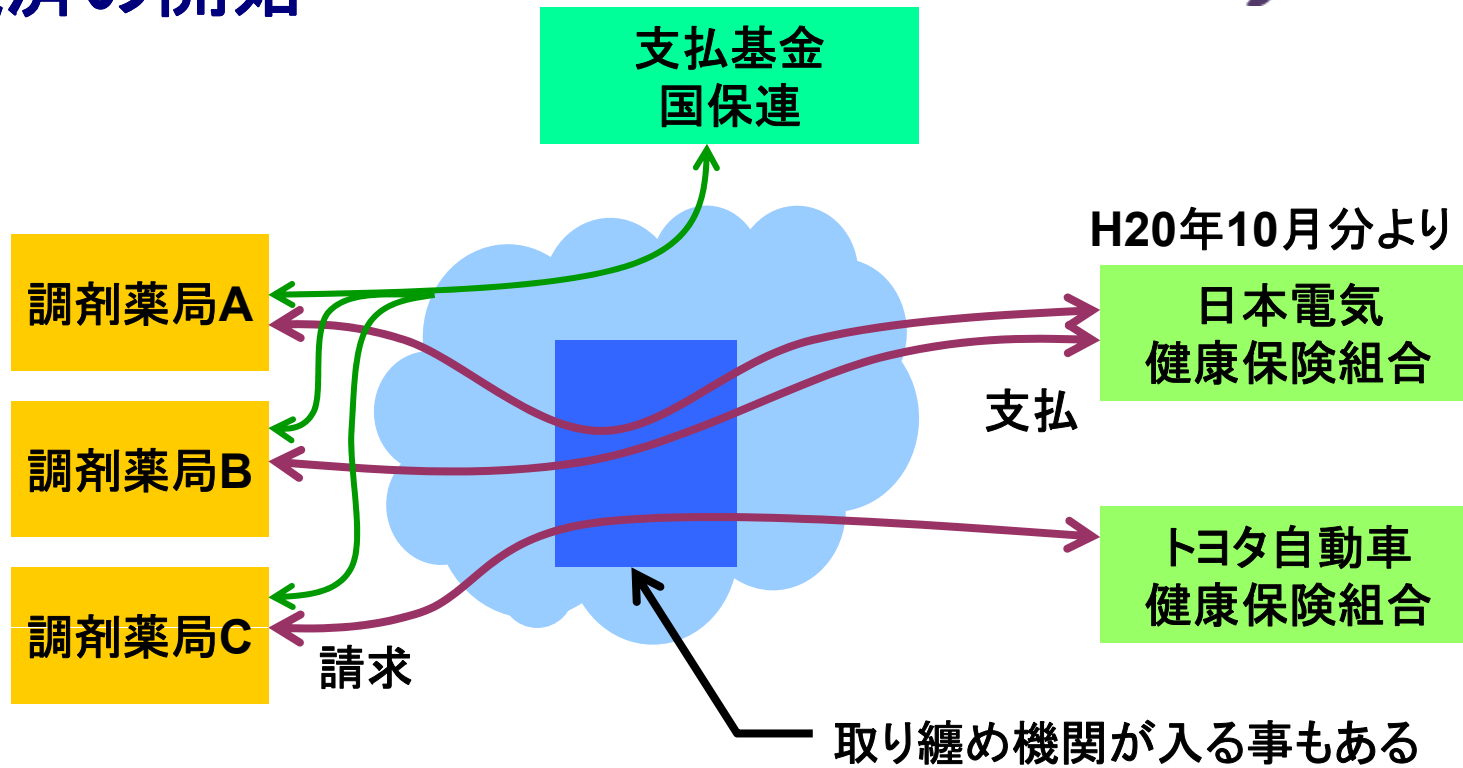 の開始
支払基金
国保連
H20年10月分より
調剤薬局A
日本電気
健康保険組合
支払
調剤薬局B
トヨタ自動車
健康保険組合
調剤薬局C
請求
取り纏め機関が入る事もある